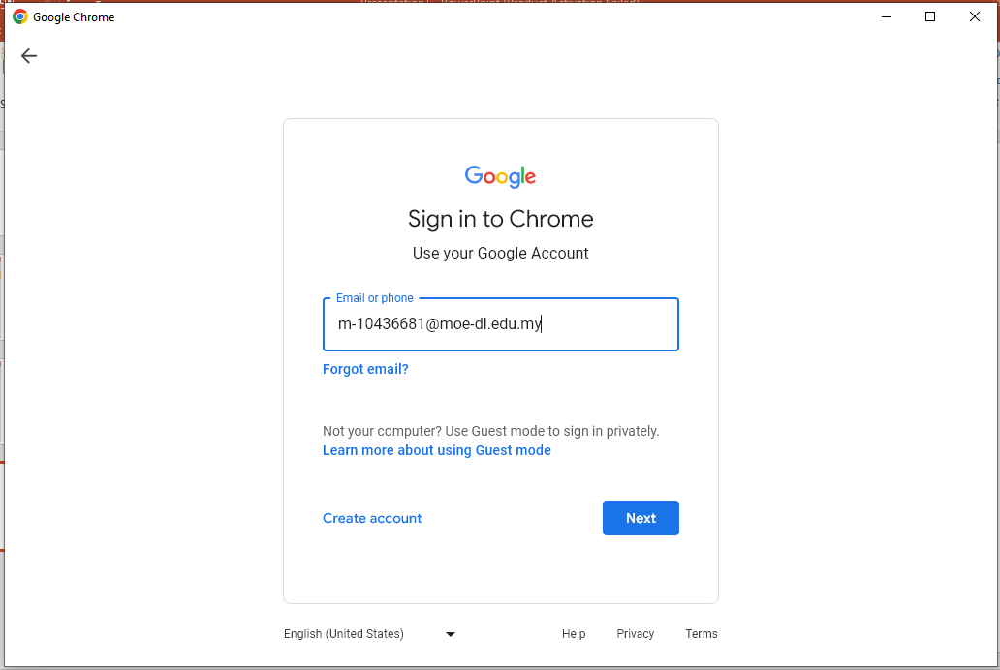 Google Chrome
Google
Sign in to Chrome
Use your Google Account
Email or phone
m-10436681@moe-dl.edu.my
Forgot email?
Not your computer? Use Guest mode to sign in privately.
Learn more about using Guest mode
Create account
Next
English (United States)
Help
Privacy
Terms